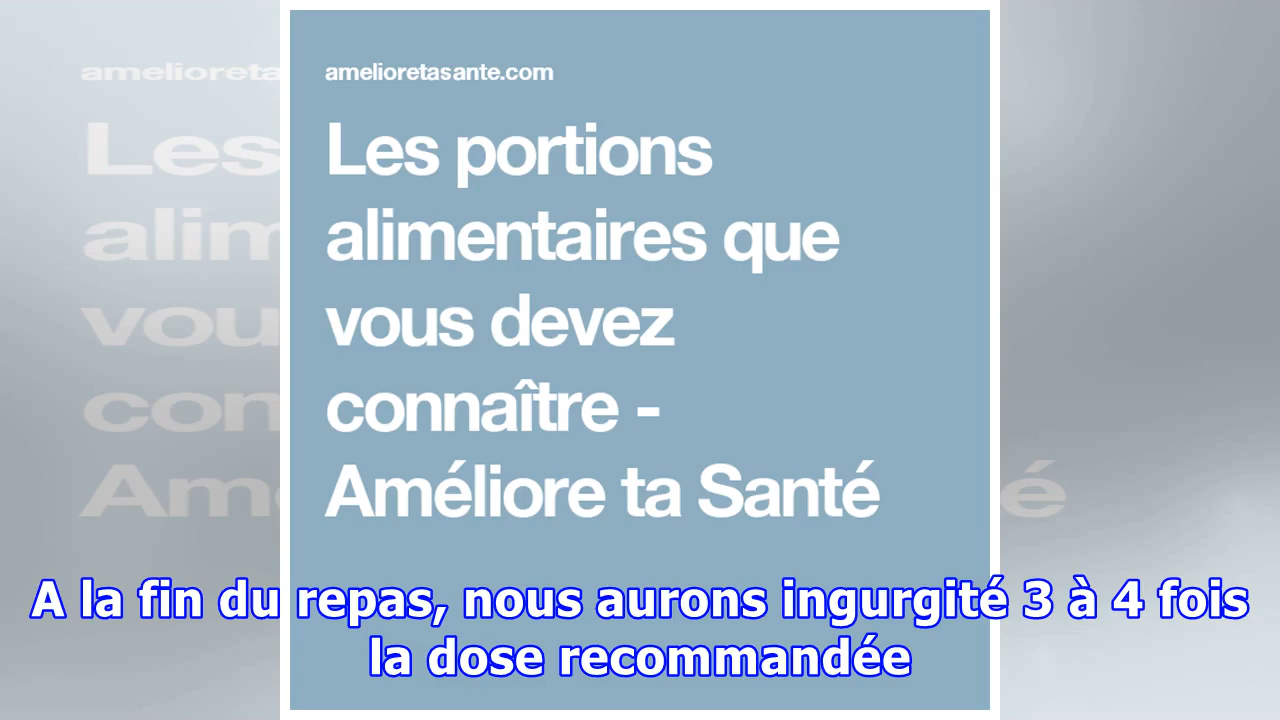 amelioretasante.com
Les portions
alimentaires que
vous devez
connaître -
Améliore ta Santé
A la fin du repas, nous aurons ingurgité 3 à 4 fois
la dose recommandée